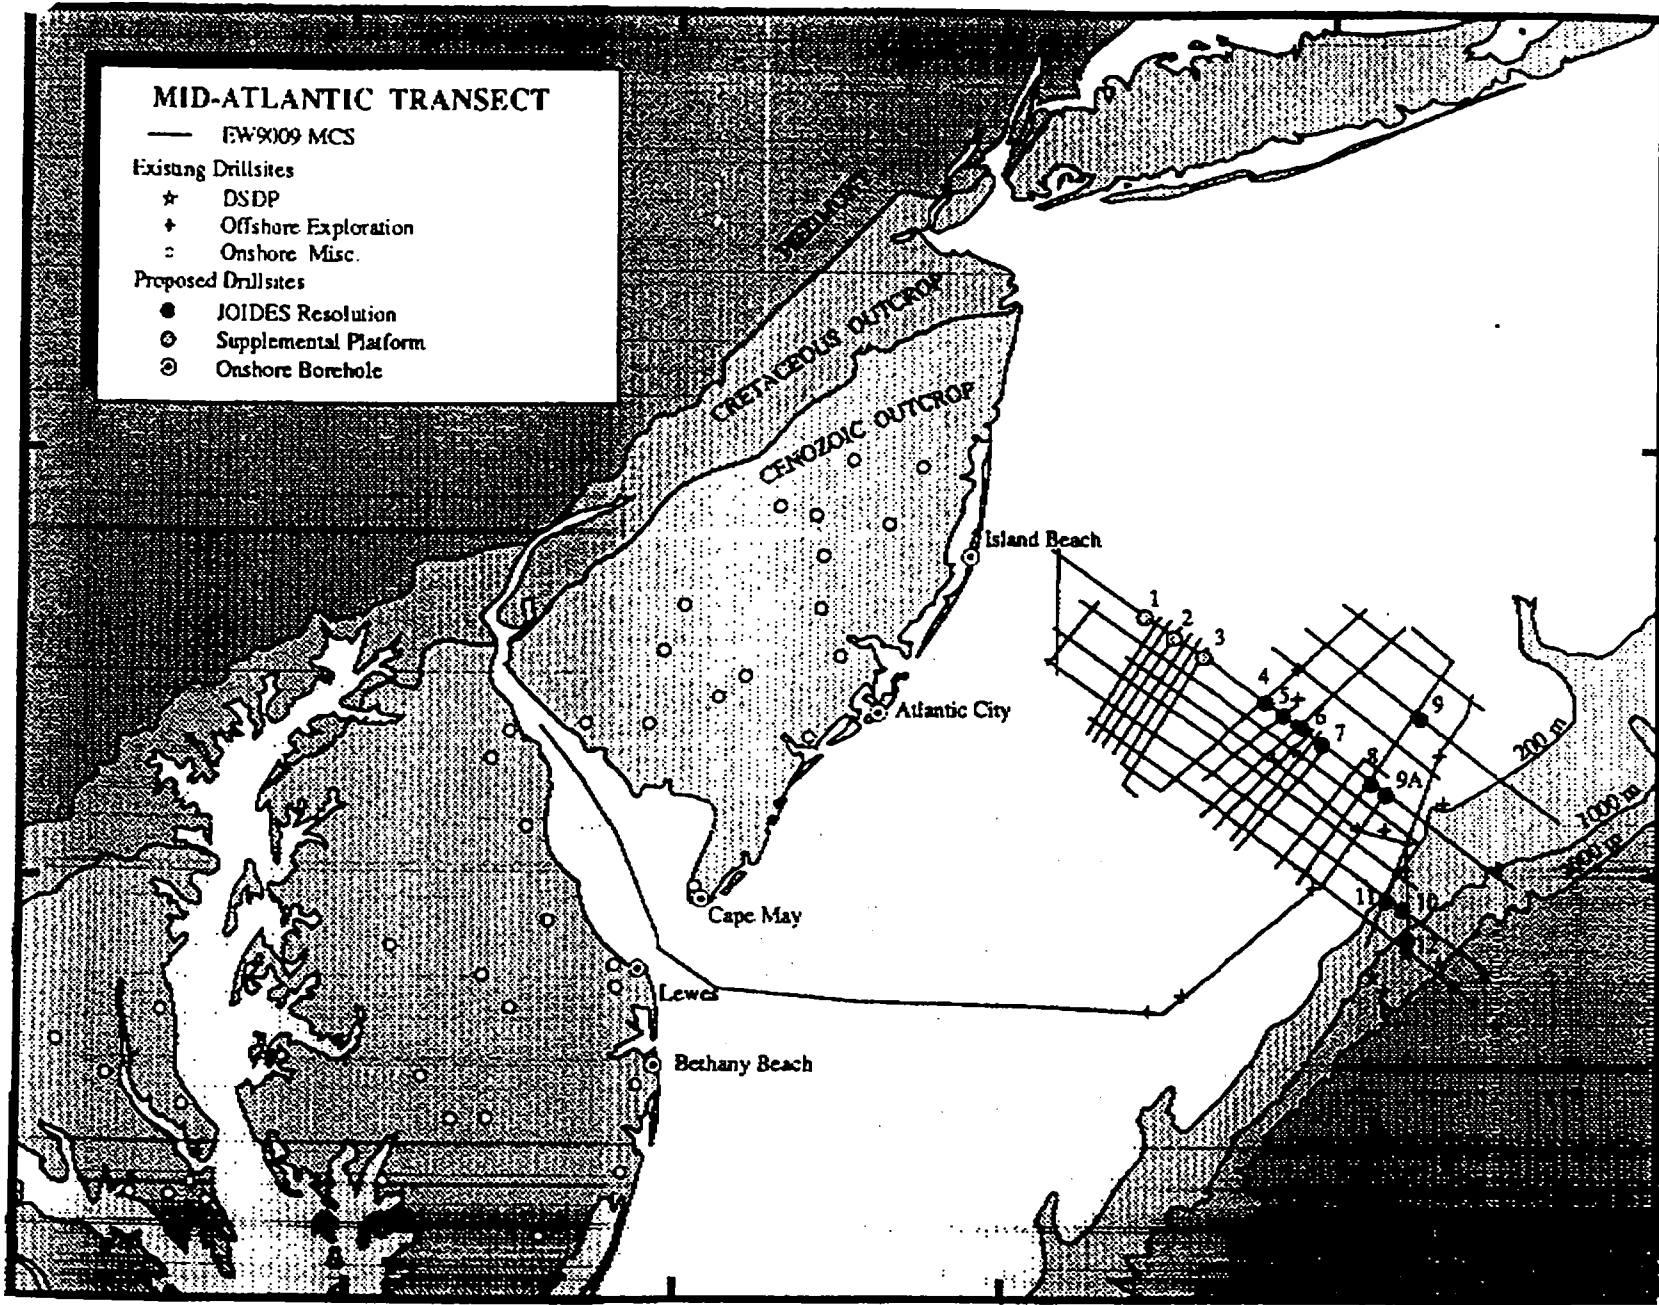 MID-ATLANTIC TRANSECT
EW9009 MCS
Existing Drillsites
DSDP
Offshore Exploration
Onshore Misc.
Proposed Drillsites
JOIDES Resolution
Supplemental Platform
Onshore Borehole
CRETACEOUS OUTCROP
CENOZOIC OUTCROP
Island Beach
1
2
3
4
5
6
7
8
9
9A
Atlantic City
200 m
1000 m
11
10
12
Cape May
Lewes
Bethany Beach